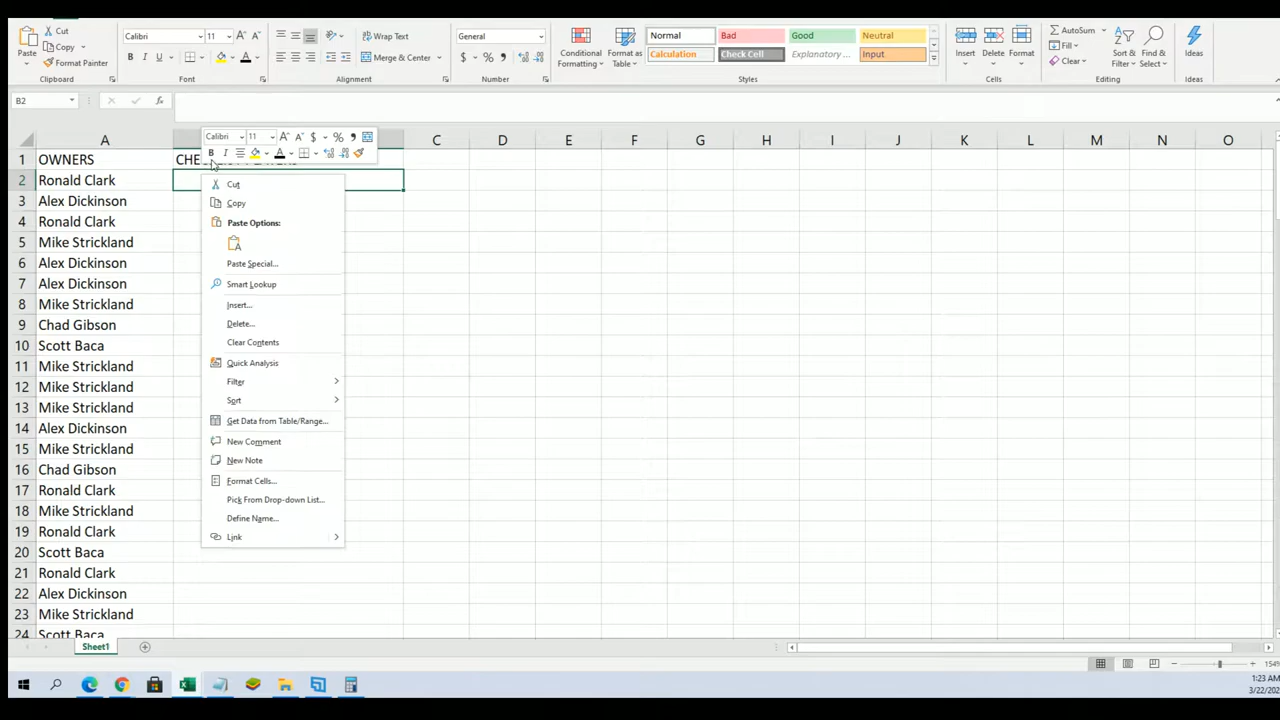 Cut
Copy
Paste
Format Painter
Clipboard
Calibri
11
B I U
A A
Font
Wrap Text
Merge & Center
Alignment
General
$ % ,
Number
Conditional
Formatting
Format as
Table
Normal
Bad
Good
Neutral
Calculation
Check Cell
Explanatory ...
Input
Styles
Insert
Delete
Format
Cells
AutoSum
Fill
Clear
Sort &
Filter
Find &
Select
Editing
Ideas
Ideas
B2
fx
Calibri 11 A A $ % ,
B I A
A C D E F G H I J K L M N O
1 OWNERS
2 Ronald Clark
3 Alex Dickinson
4 Ronald Clark
5 Mike Strickland
6 Alex Dickinson
7 Alex Dickinson
8 Mike Strickland
9 Chad Gibson
10 Scott Baca
11 Mike Strickland
12 Mike Strickland
13 Mike Strickland
14 Alex Dickinson
15 Mike Strickland
16 Chad Gibson
17 Ronald Clark
18 Mike Strickland
19 Ronald Clark
20 Scott Baca
21 Ronald Clark
22 Alex Dickinson
23 Mike Strickland
24 Scott Baca
Cut
Copy
Paste Options:
Paste Special...
Smart Lookup
Insert...
Delete...
Clear Contents
Quick Analysis
Filter
Sort
Get Data from Table/Range...
New Comment
New Note
Format Cells...
Pick From Drop-down List...
Define Name...
Link
Sheet1
1:23 AM